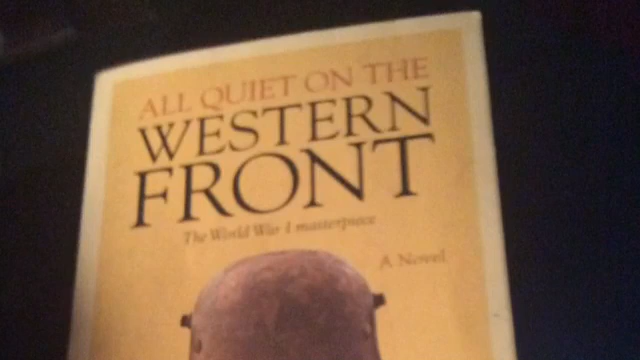 ALL QUIET ON THE
WESTERN
FRONT
The World War I masterpiece
A Novel